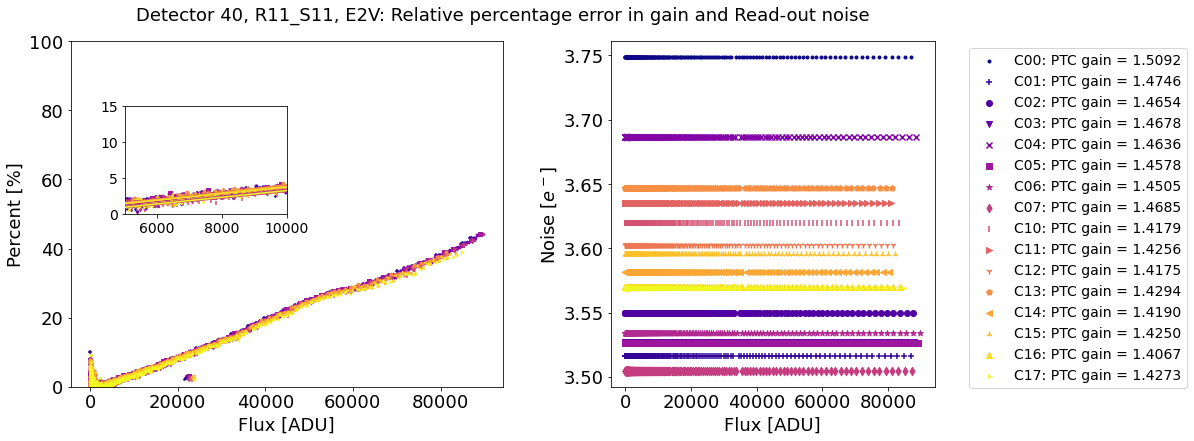 Detector 40, R11_S11, E2V: Relative percentage error in gain and Read-out noise
Percent [%]
100
80
60
40
20
0
15
10
5
0
6000 8000 10000
0 20000 40000 60000 80000
Flux [ADU]
Noise [e⁻]
3.75
3.70
3.65
3.60
3.55
3.50
0 20000 40000 60000 80000
Flux [ADU]
C00: PTC gain = 1.5092
C01: PTC gain = 1.4746
C02: PTC gain = 1.4654
C03: PTC gain = 1.4678
C04: PTC gain = 1.4636
C05: PTC gain = 1.4578
C06: PTC gain = 1.4505
C07: PTC gain = 1.4685
C10: PTC gain = 1.4179
C11: PTC gain = 1.4256
C12: PTC gain = 1.4175
C13: PTC gain = 1.4294
C14: PTC gain = 1.4190
C15: PTC gain = 1.4250
C16: PTC gain = 1.4067
C17: PTC gain = 1.4273